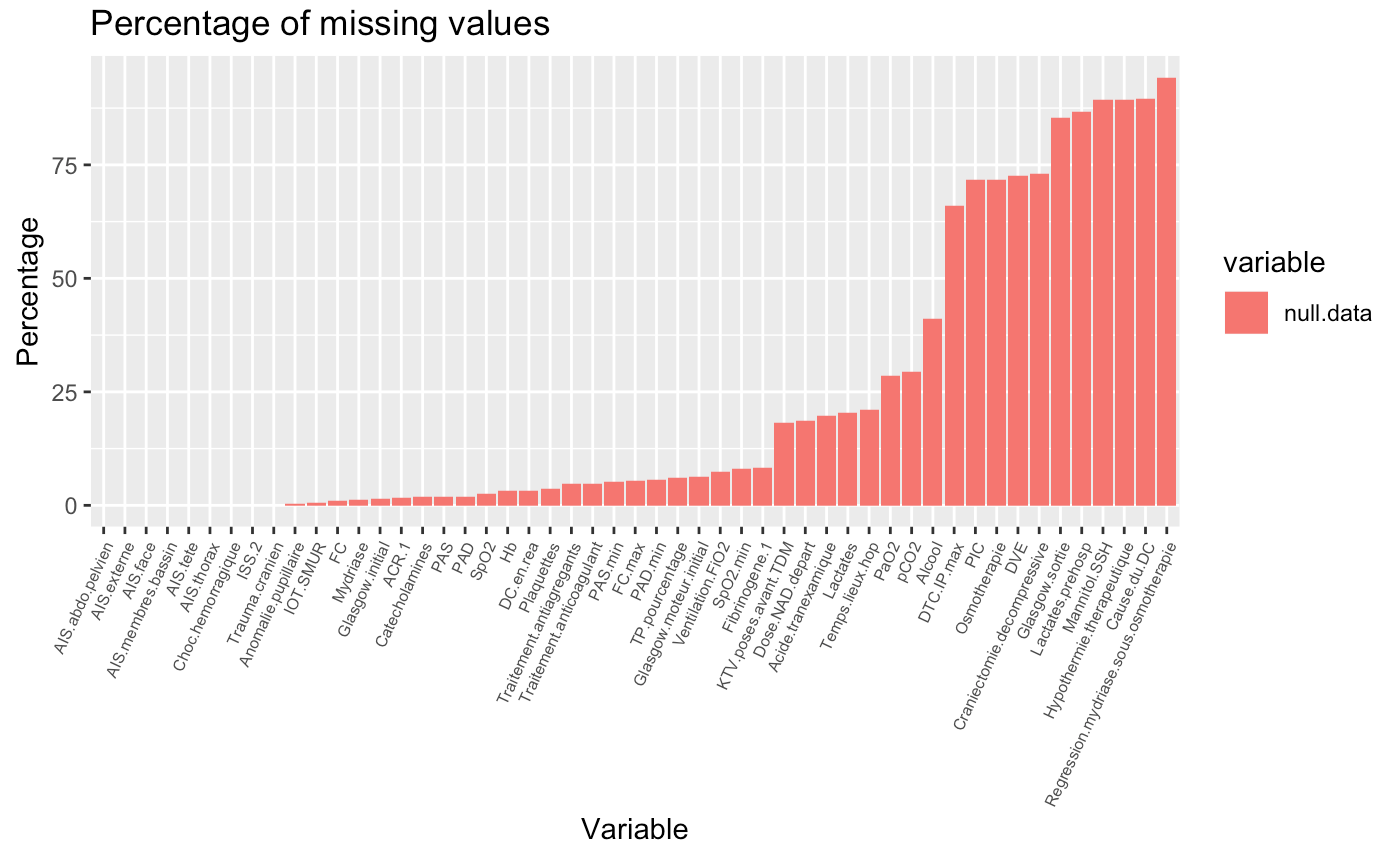 Percentage of missing values
Percentage
75
50
25
0
AIS.abdo.pelvien
AIS.externe
AIS.face
AIS.membres.bassin
AIS.tete
AIS.thorax
Choc.hemorragique
ISS.2
Trauma.cranien
Anomalie.pupillaire
IOT.SMUR
FC
Mydriase
Glasgow.initial
ACR.1
Catecholamines
PAS
PAD
SpO2
Hb
DC.en.rea
Plaquettes
Traitement.antiagregants
Traitement.anticoagulant
PAS.min
FC.max
PAD.min
TP.pourcentage
Glasgow.moteur.initial
Ventilation.FiO2
SpO2.min
Fibrinogene.1
KTV.poses.avant.TDM
Dose.NAD.depart
Acide.tranexamique
Lactates
Temps.lieux.hop
PaO2
pCO2
Alcool
DTC.IP.max
PIC
Osmotherapie
DVE
Craniectomie.decompressive
Glasgow.sortie
Lactates.prehosp
Mannitol.SSH
Hypothermie.therapeutique
Cause.du.DC
Regression.mydriase.sous.osmotherapie
Variable
variable
null.data